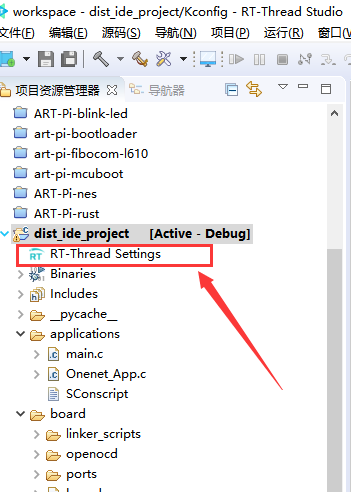 workspace - dist_ide_project/Kconfig - RT-Thread Studio
文件(F) 编辑(E) 源码(S) 导航(N) 项目(P) 运行(R) 窗口(W)
项目资源管理器 导航器
ART-Pi-blink-led
art-pi-bootloader
art-pi-fibocom-l610
art-pi-mcuboot
ART-Pi-nes
ART-Pi-rust
dist_ide_project [Active - Debug]
RT RT-Thread Settings
Binaries
Includes
__pycache__
applications
.c main.c
.c Onenet_App.c
SConscript
board
linker_scripts
openocd
ports